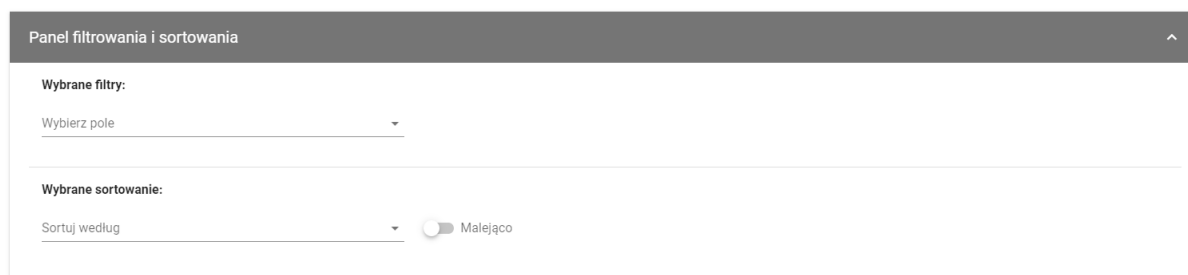 Panel filtrowania i sortowania
Wybrane filtry:
Wybierz pole
Wybrane sortowanie:
Sortuj według
Malejąco